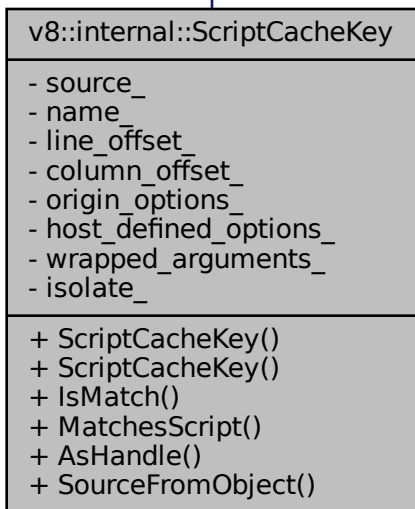 v8::internal::ScriptCacheKey
- source_
- name_
- line_offset_
- column_offset_
- origin_options_
- host_defined_options_
- wrapped_arguments_
- isolate_
+ ScriptCacheKey()
+ ScriptCacheKey()
+ IsMatch()
+ MatchesScript()
+ AsHandle()
+ SourceFromObject()